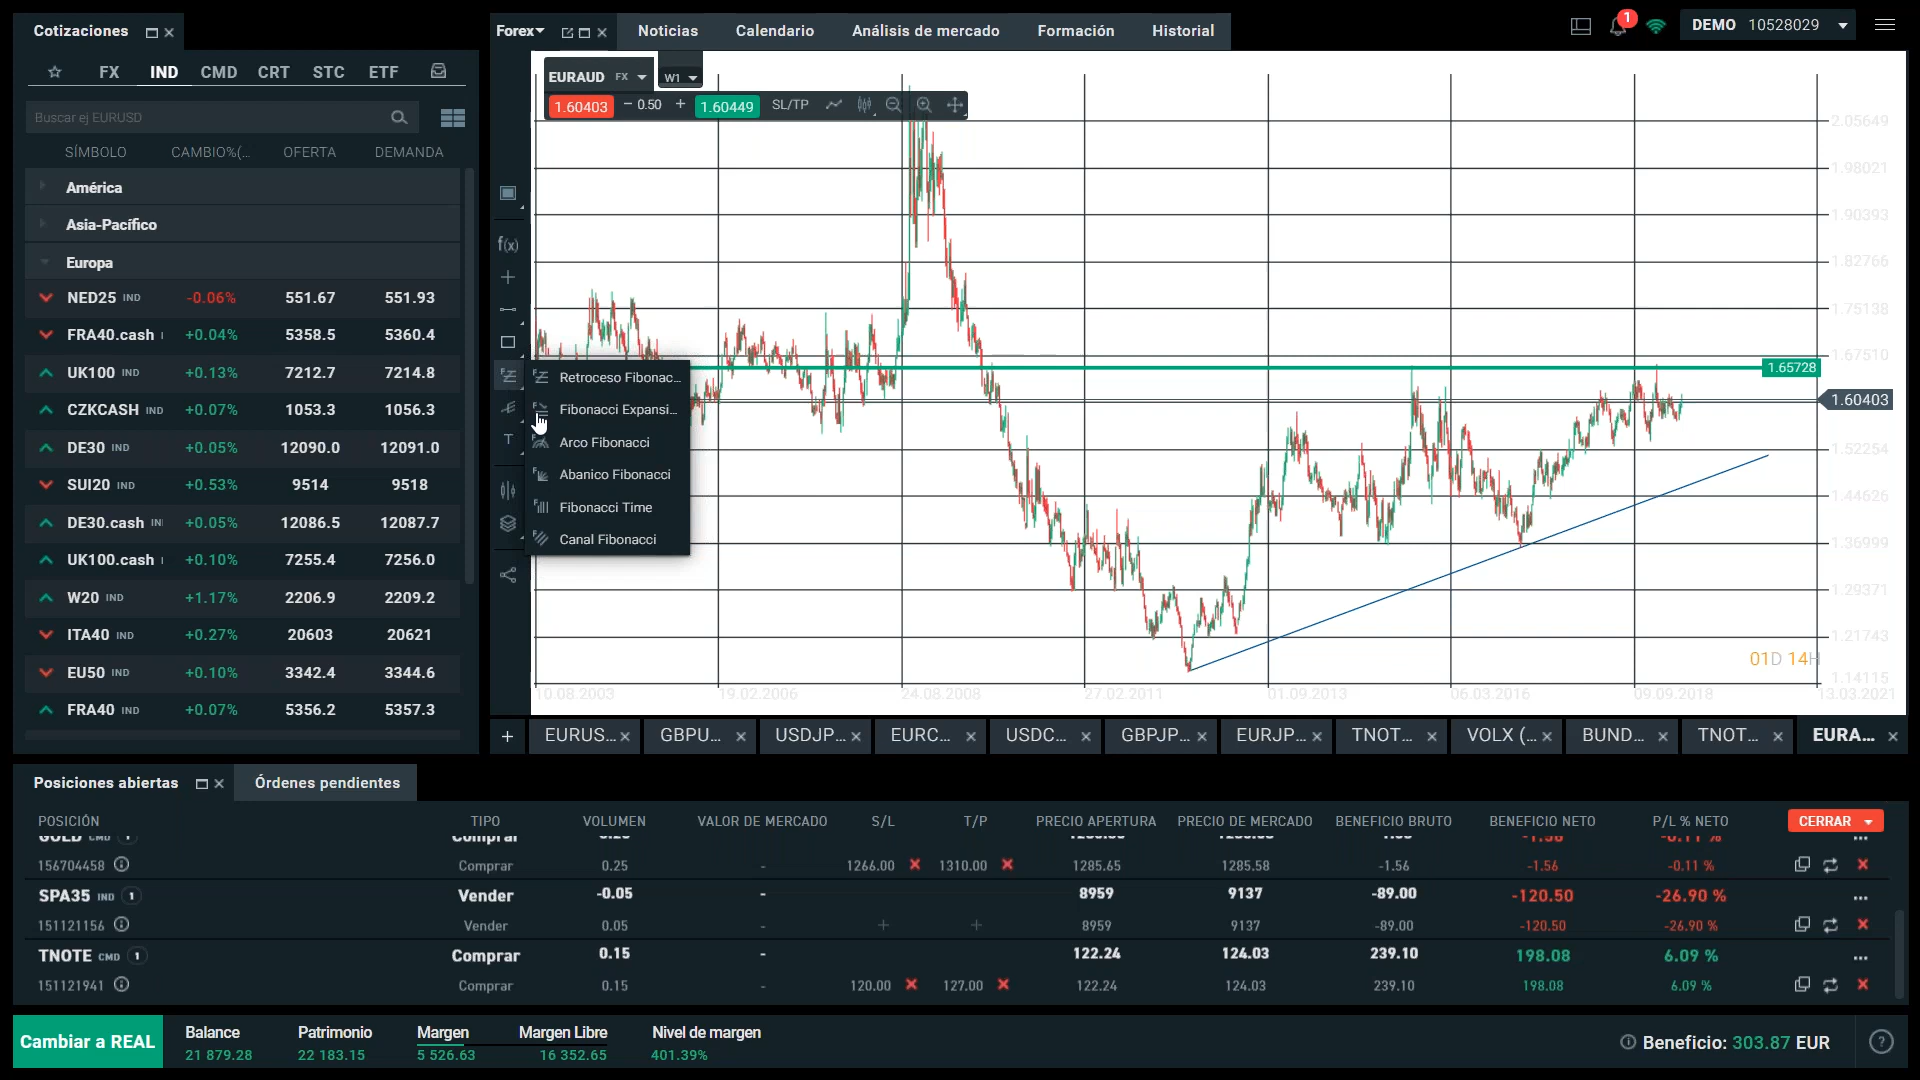 Cotizaciones
FX IND CMD CRT STC ETF
Buscar ej EURUSD
SÍMBOLO CAMBIO%(... OFERTA DEMANDA
América
Asia-Pacífico
Europa
NED25 IND -0.06% 551.67 551.93
FRA40.cash +0.04% 5358.5 5360.4
UK100 IND +0.13% 7212.7 7214.8
CZKCASH IND +0.07% 1053.3 1056.3
DE30 IND +0.05% 12090.0 12091.0
SUI20 IND +0.53% 9514 9518
DE30.cash +0.05% 12086.5 12087.7
UK100.cash +0.10% 7255.4 7256.0
W20 IND +1.17% 2206.9 2209.2
ITA40 IND +0.27% 20603 20621
EU50 IND +0.10% 3342.4 3344.6
FRA40 IND +0.07% 5356.2 5357.3
Forex Noticias Calendario Análisis de mercado Formación Historial
1 DEMO 10528029
EURAUD FX W1
1.60403 − 0.50 + 1.60449 SL/TP
f(x)
T
Retroceso Fibonac...
Fibonacci Expansi...
Arco Fibonacci
Abanico Fibonacci
Fibonacci Time
Canal Fibonacci
2.05649
1.98021
1.90393
1.82766
1.75138
1.67510
1.65728
1.60403
1.52254
1.44626
1.36999
1.29371
1.21743
1.14115
01D 14H
10.08.2003 19.02.2006 24.08.2008 27.02.2011 01.09.2013 06.03.2016 09.09.2018 13.03.2021
+ EURUS... GBPU... USDJP... EURC... USDC... GBPJP... EURJP... TNOT... VOLX (... BUND... TNOT... EURA...
Posiciones abiertas Órdenes pendientes
POSICIÓN TIPO VOLUMEN VALOR DE MERCADO S/L T/P PRECIO APERTURA PRECIO DE MERCADO BENEFICIO BRUTO BENEFICIO NETO P/L % NETO CERRAR
156704458 Comprar 0.25 - 1266.00 1310.00 1285.65 1285.58 -1.56 -1.56 -0.11 %
SPA35 IND 1 Vender -0.05 - 8959 9137 -89.00 -120.50 -26.90 %
151121156 Vender 0.05 - + + 8959 9137 -89.00 -120.50 -26.90 %
TNOTE CMD 1 Comprar 0.15 - 122.24 124.03 239.10 198.08 6.09 %
151121941 Comprar 0.15 - 120.00 127.00 122.24 124.03 239.10 198.08 6.09 %
Cambiar a REAL
Balance Patrimonio Margen Margen Libre Nivel de margen
21 879.28 22 183.15 5 526.63 16 352.65 401.39%
Beneficio: 303.87 EUR ?